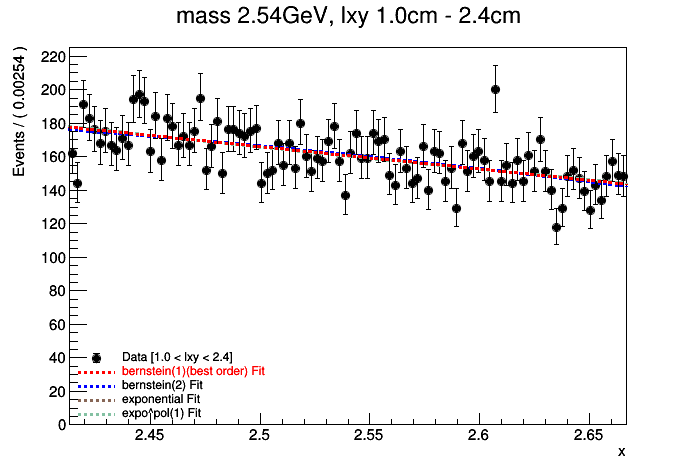 mass 2.54GeV, lxy 1.0cm - 2.4cm
Events / ( 0.00254 )
220
200
180
160
140
120
100
80
60
40
20
0
Data [1.0 < lxy < 2.4]
bernstein(1)(best order) Fit
bernstein(2) Fit
exponential Fit
expo^pol(1) Fit
2.45 2.5 2.55 2.6 2.65
x